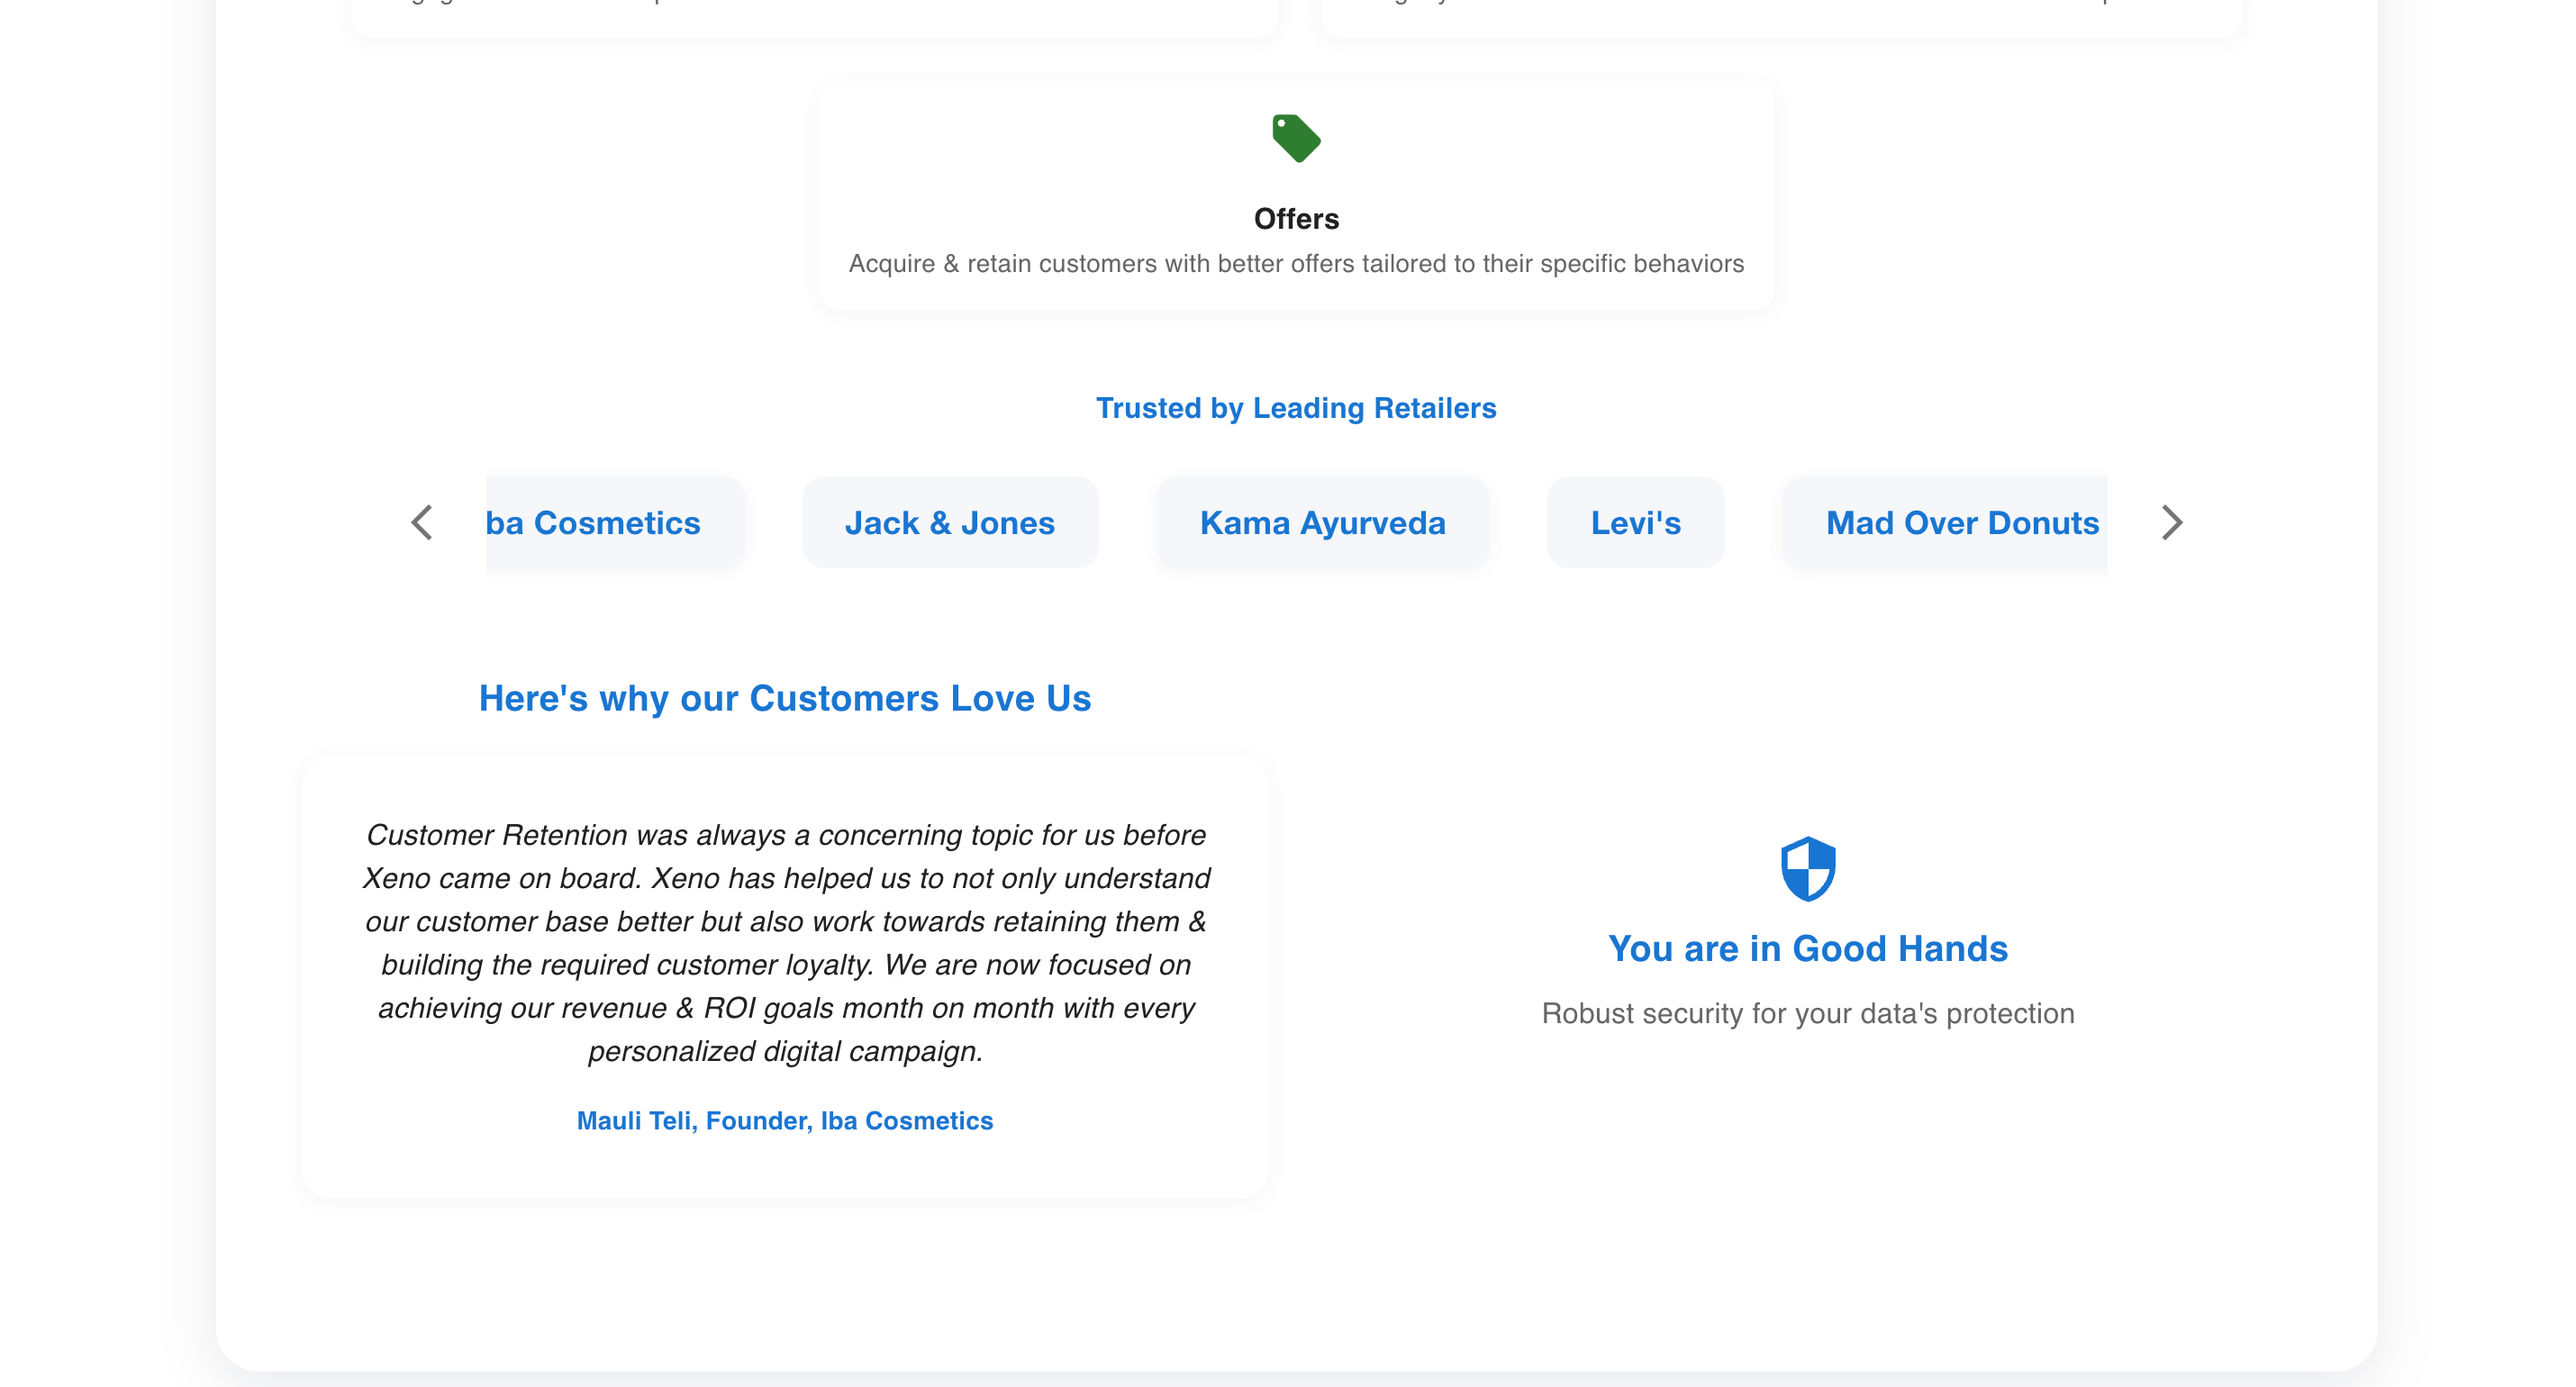 Offers
Acquire & retain customers with better offers tailored to their specific behaviors
Trusted by Leading Retailers
ba Cosmetics
Jack & Jones
Kama Ayurveda
Levi's
Mad Over Donuts
Here's why our Customers Love Us
Customer Retention was always a concerning topic for us before
Xeno came on board. Xeno has helped us to not only understand
our customer base better but also work towards retaining them &
building the required customer loyalty. We are now focused on
achieving our revenue & ROI goals month on month with every
personalized digital campaign.
Mauli Teli, Founder, Iba Cosmetics
You are in Good Hands
Robust security for your data's protection